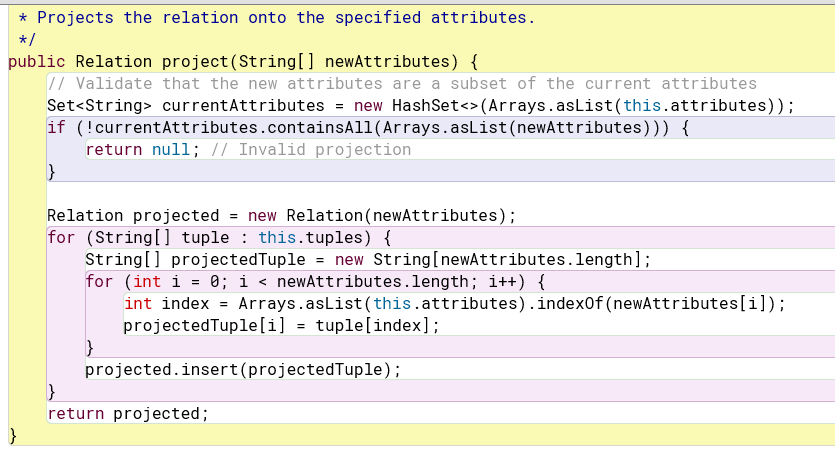 * Projects the relation onto the specified attributes.
 */
public Relation project(String[] newAttributes) {
    // Validate that the new attributes are a subset of the current attributes
    Set<String> currentAttributes = new HashSet<>(Arrays.asList(this.attributes));
    if (!currentAttributes.containsAll(Arrays.asList(newAttributes))) {
        return null; // Invalid projection
    }

    Relation projected = new Relation(newAttributes);
    for (String[] tuple : this.tuples) {
        String[] projectedTuple = new String[newAttributes.length];
        for (int i = 0; i < newAttributes.length; i++) {
            int index = Arrays.asList(this.attributes).indexOf(newAttributes[i]);
            projectedTuple[i] = tuple[index];
        }
        projected.insert(projectedTuple);
    }
    return projected;
}